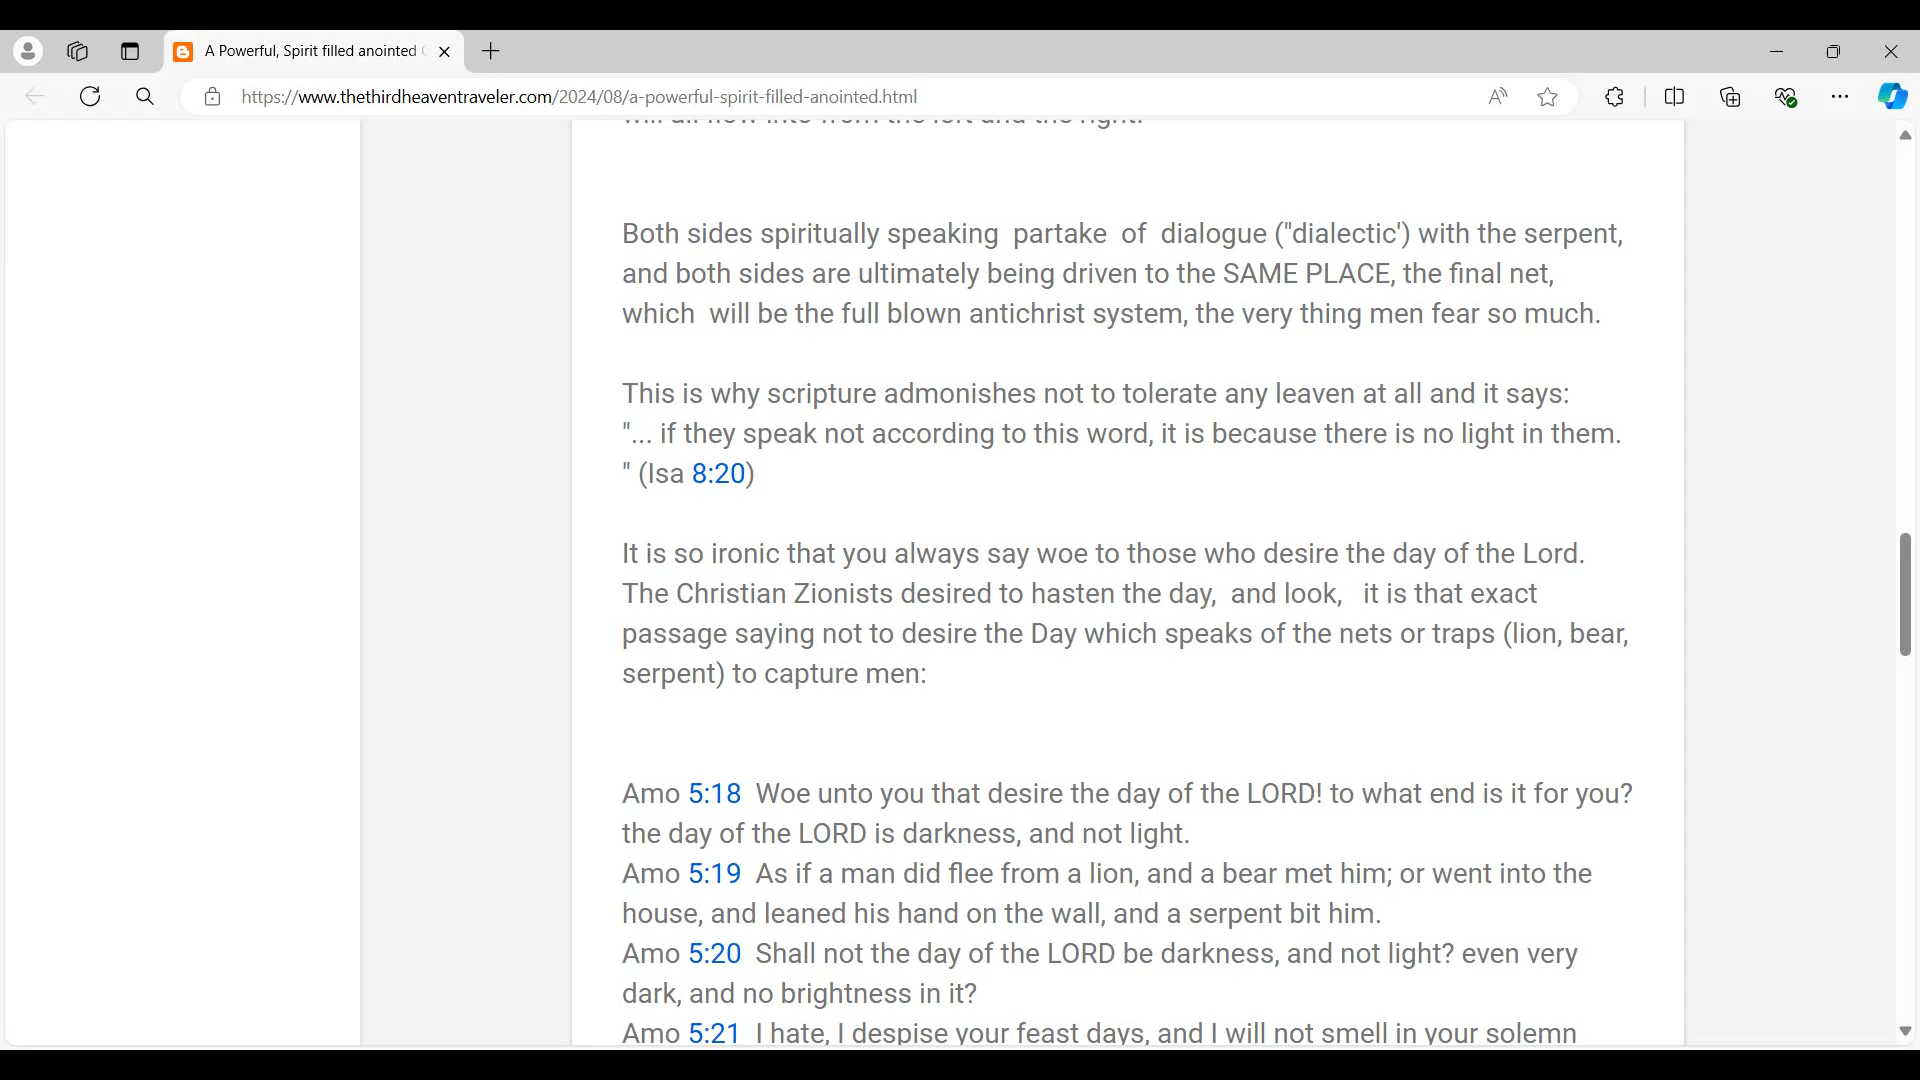 A Powerful, Spirit filled anointed
https://www.thethirdheaventraveler.com/2024/08/a-powerful-spirit-filled-anointed.html
will all flow into from the left and the right.
Both sides spiritually speaking  partake  of  dialogue ("dialectic') with the serpent,
and both sides are ultimately being driven to the SAME PLACE, the final net,
which  will be the full blown antichrist system, the very thing men fear so much.
This is why scripture admonishes not to tolerate any leaven at all and it says:
"... if they speak not according to this word, it is because there is no light in them.
" (Isa 8:20)
It is so ironic that you always say woe to those who desire the day of the Lord.
The Christian Zionists desired to hasten the day,  and look,   it is that exact
passage saying not to desire the Day which speaks of the nets or traps (lion, bear,
serpent) to capture men:
Amo 5:18  Woe unto you that desire the day of the LORD! to what end is it for you?
the day of the LORD is darkness, and not light.
Amo 5:19  As if a man did flee from a lion, and a bear met him; or went into the
house, and leaned his hand on the wall, and a serpent bit him.
Amo 5:20  Shall not the day of the LORD be darkness, and not light? even very
dark, and no brightness in it?
Amo 5:21  I hate, I despise your feast days, and I will not smell in your solemn